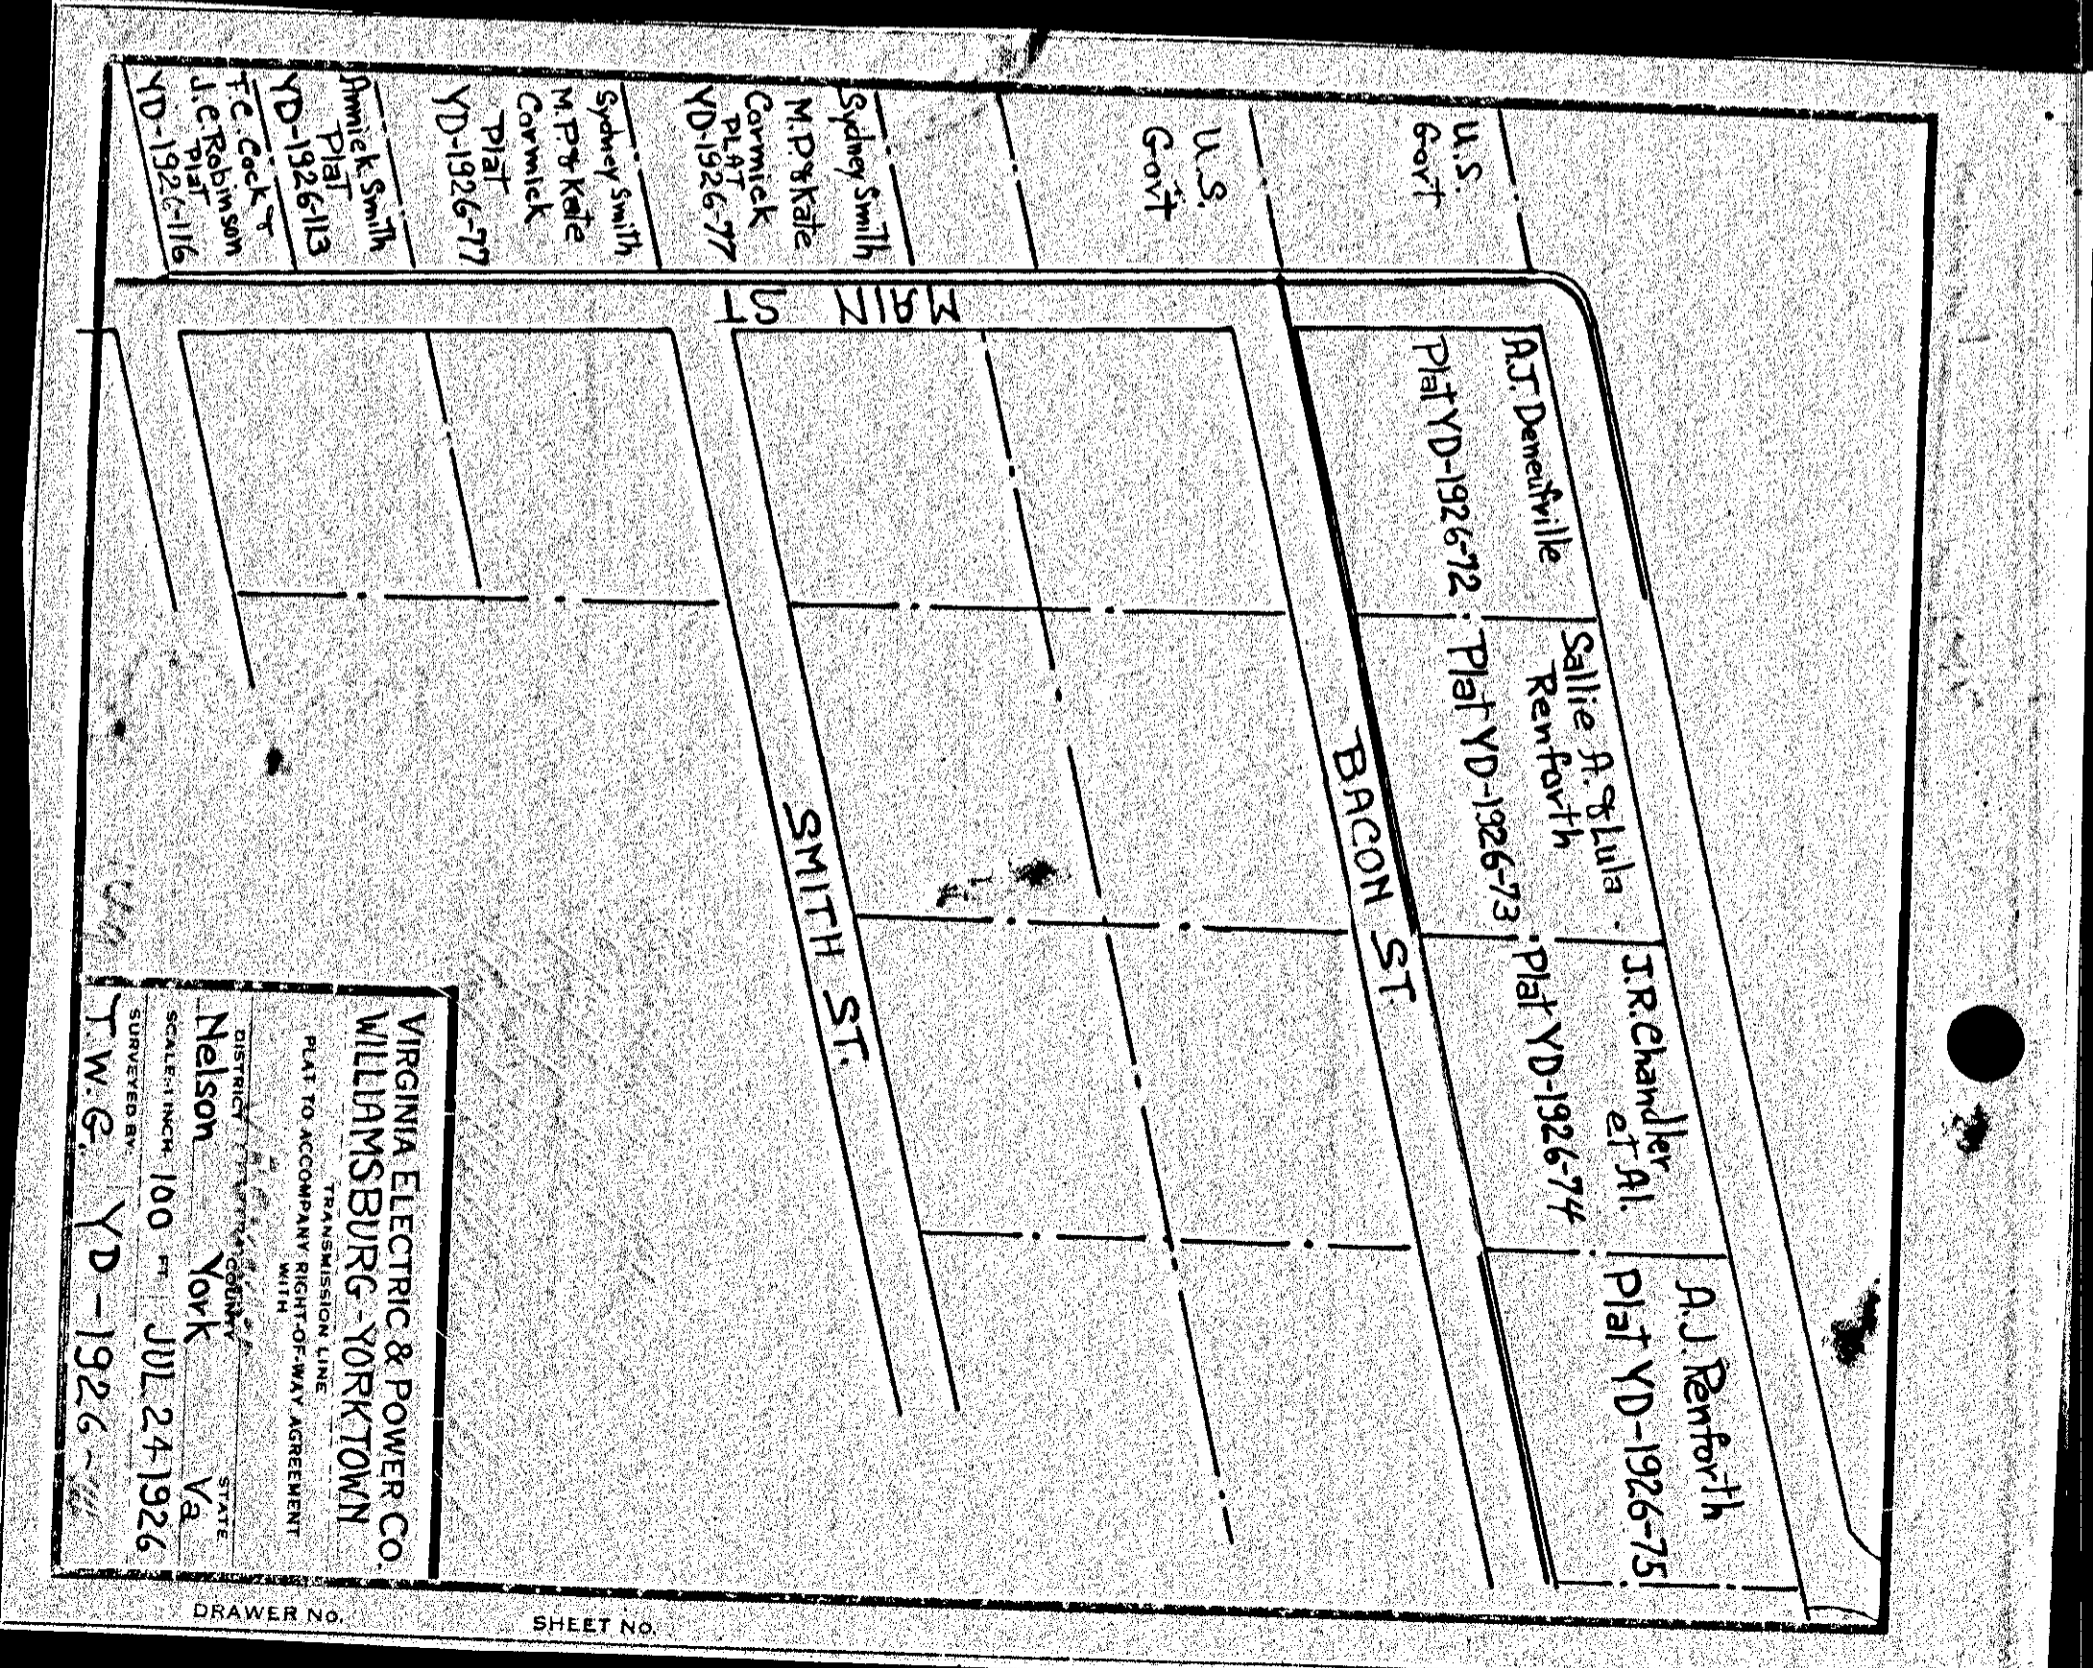 U.S.
Gov't
U.S.
Gov't
Sydney Smith
M.P. & Kate
Cormick
PLAT
YD-1926-77
Sydney Smith
M.P. & Kate
Cormick
Plat
YD-1926-77
Annie K Smith
Plat
YD-1926-113
T.C. Cock &
J.C. Robinson
Plat
YD-1926-116
MAIN ST
A.J. Deneufville
Plat YD-1926-72
Sallie A. & Lula
Renforth
Plat YD-1926-73
J.R. Chandler
et Al.
Plat YD-1926-74
A.J. Renforth
Plat YD-1926-75
BACON ST.
SMITH ST.
VIRGINIA ELECTRIC & POWER CO.
WILLIAMSBURG-YORKTOWN
TRANSMISSION LINE
PLAT TO ACCOMPANY RIGHT-OF-WAY AGREEMENT
WITH
DISTRICT COUNTY STATE
Nelson York Va
SCALE-1 INCH 100 FT. JUL 24-1926
SURVEYED BY.
T.W.G. YD-1926-
DRAWER NO.
SHEET NO.